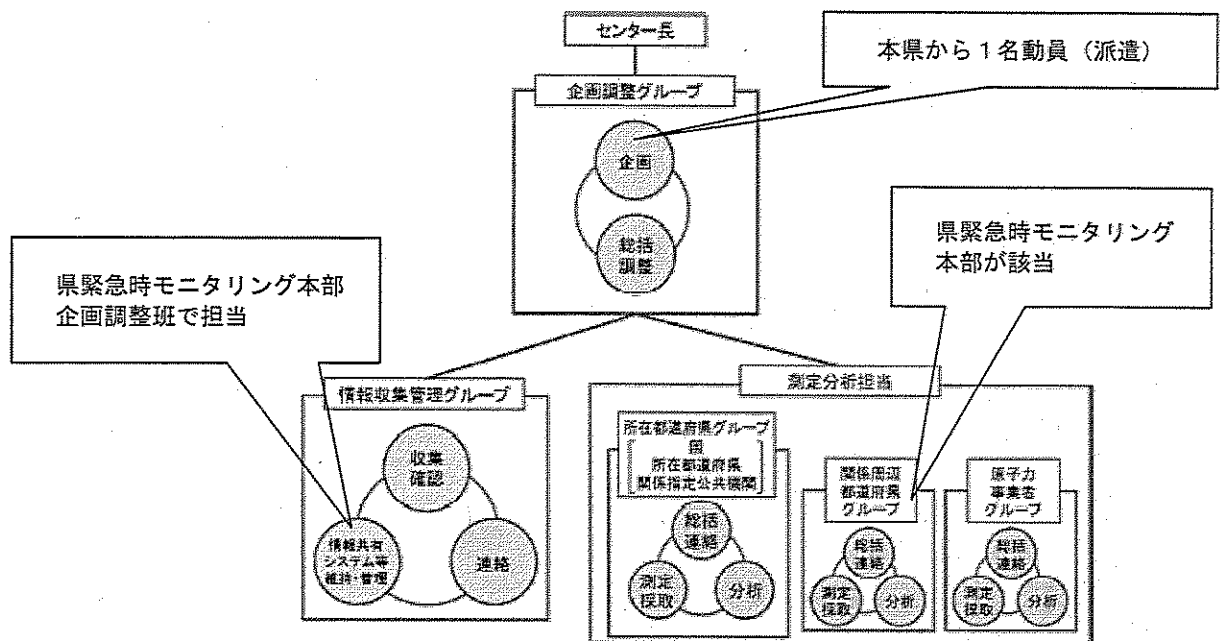 センター長
本県から１名動員（派遣）
企画調整グループ
企画
総括
調整
県緊急時モニタリング本部
企画調整班で担当
県緊急時モニタリング
本部が該当
情報収集管理グループ
収集
確認
情報共有
システム等
維持・管理
連絡
測定分析担当
所在都道府県グループ
国
所在都道府県
関係指定公共機関
総括
連絡
測定
採取
分析
関係周辺
都道府県
グループ
総括
連絡
測定
採取
分析
原子力
事業者
グループ
総括
連絡
測定
採取
分析